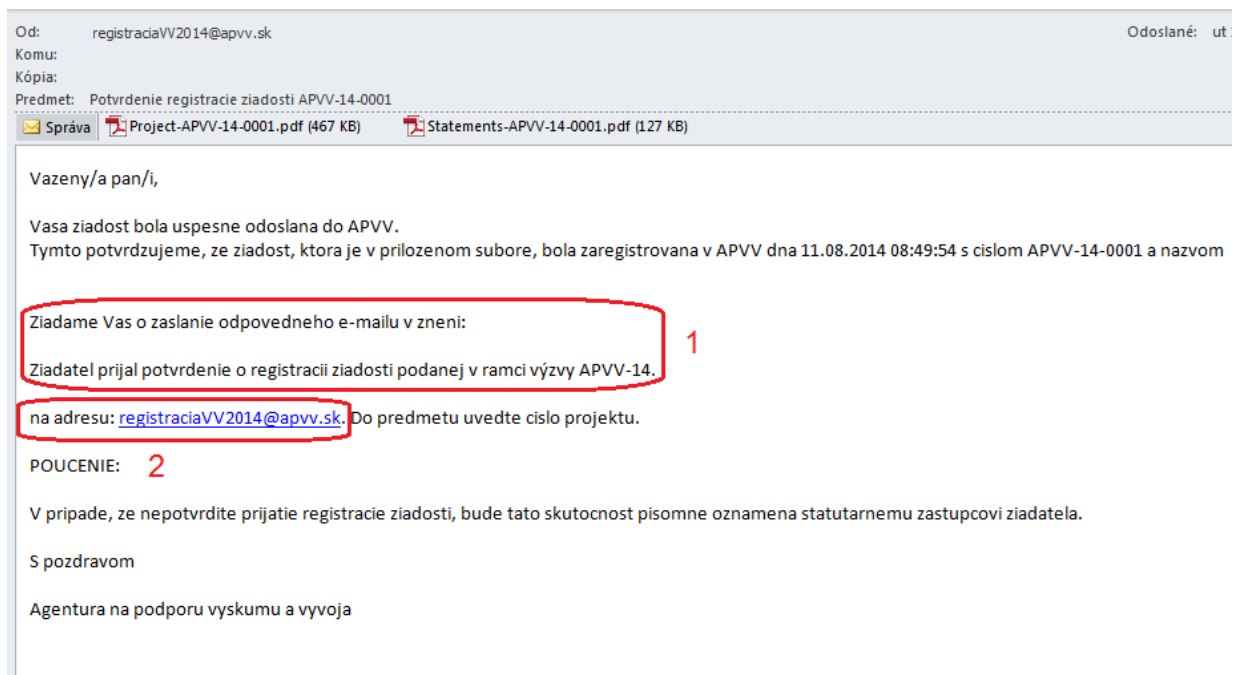 Od: registraciaVV2014@apvv.sk Odoslané: ut
Komu:
Kópia:
Predmet: Potvrdenie registracie ziadosti APVV-14-0001
Správa Project-APVV-14-0001.pdf (467 KB) Statements-APVV-14-0001.pdf (127 KB)
Vazeny/a pan/i,
Vasa ziadost bola uspesne odoslana do APVV.
Tymto potvrdzujeme, ze ziadost, ktora je v prilozenom subore, bola zaregistrovana v APVV dna 11.08.2014 08:49:54 s cislom APVV-14-0001 a nazvom
Ziadame Vas o zaslanie odpovedneho e-mailu v zneni:
1
Ziadatel prijal potvrdenie o registracii ziadosti podanej v ramci výzvy APVV-14.
na adresu: registraciaVV2014@apvv.sk. Do predmetu uvedte cislo projektu.
POUCENIE: 2
V pripade, ze nepotvrdite prijatie registracie ziadosti, bude tato skutocnost pisomne oznamena statutarnemu zastupcovi ziadatela.
S pozdravom
Agentura na podporu vyskumu a vyvoja